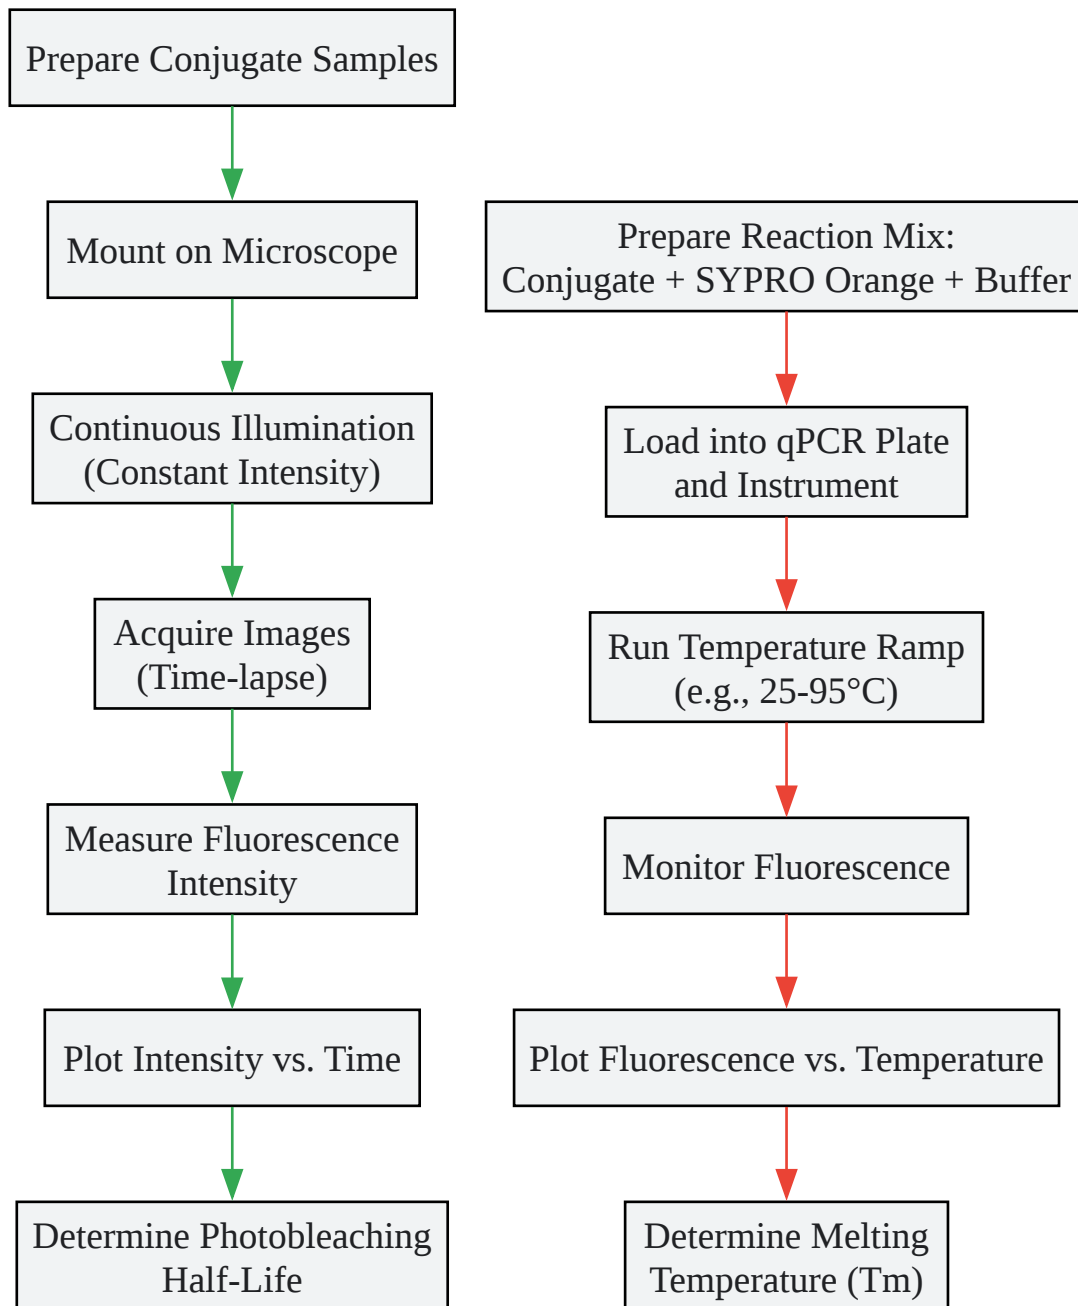 Prepare Conjugate Samples
Mount on Microscope
Continuous Illumination
(Constant Intensity)
Acquire Images
(Time-lapse)
Measure Fluorescence
Intensity
Plot Intensity vs. Time
Determine Photobleaching
Half-Life
Prepare Reaction Mix:
Conjugate + SYPRO Orange + Buffer
Load into qPCR Plate
and Instrument
Run Temperature Ramp
(e.g., 25-95°C)
Monitor Fluorescence
Plot Fluorescence vs. Temperature
Determine Melting
Temperature (Tm)